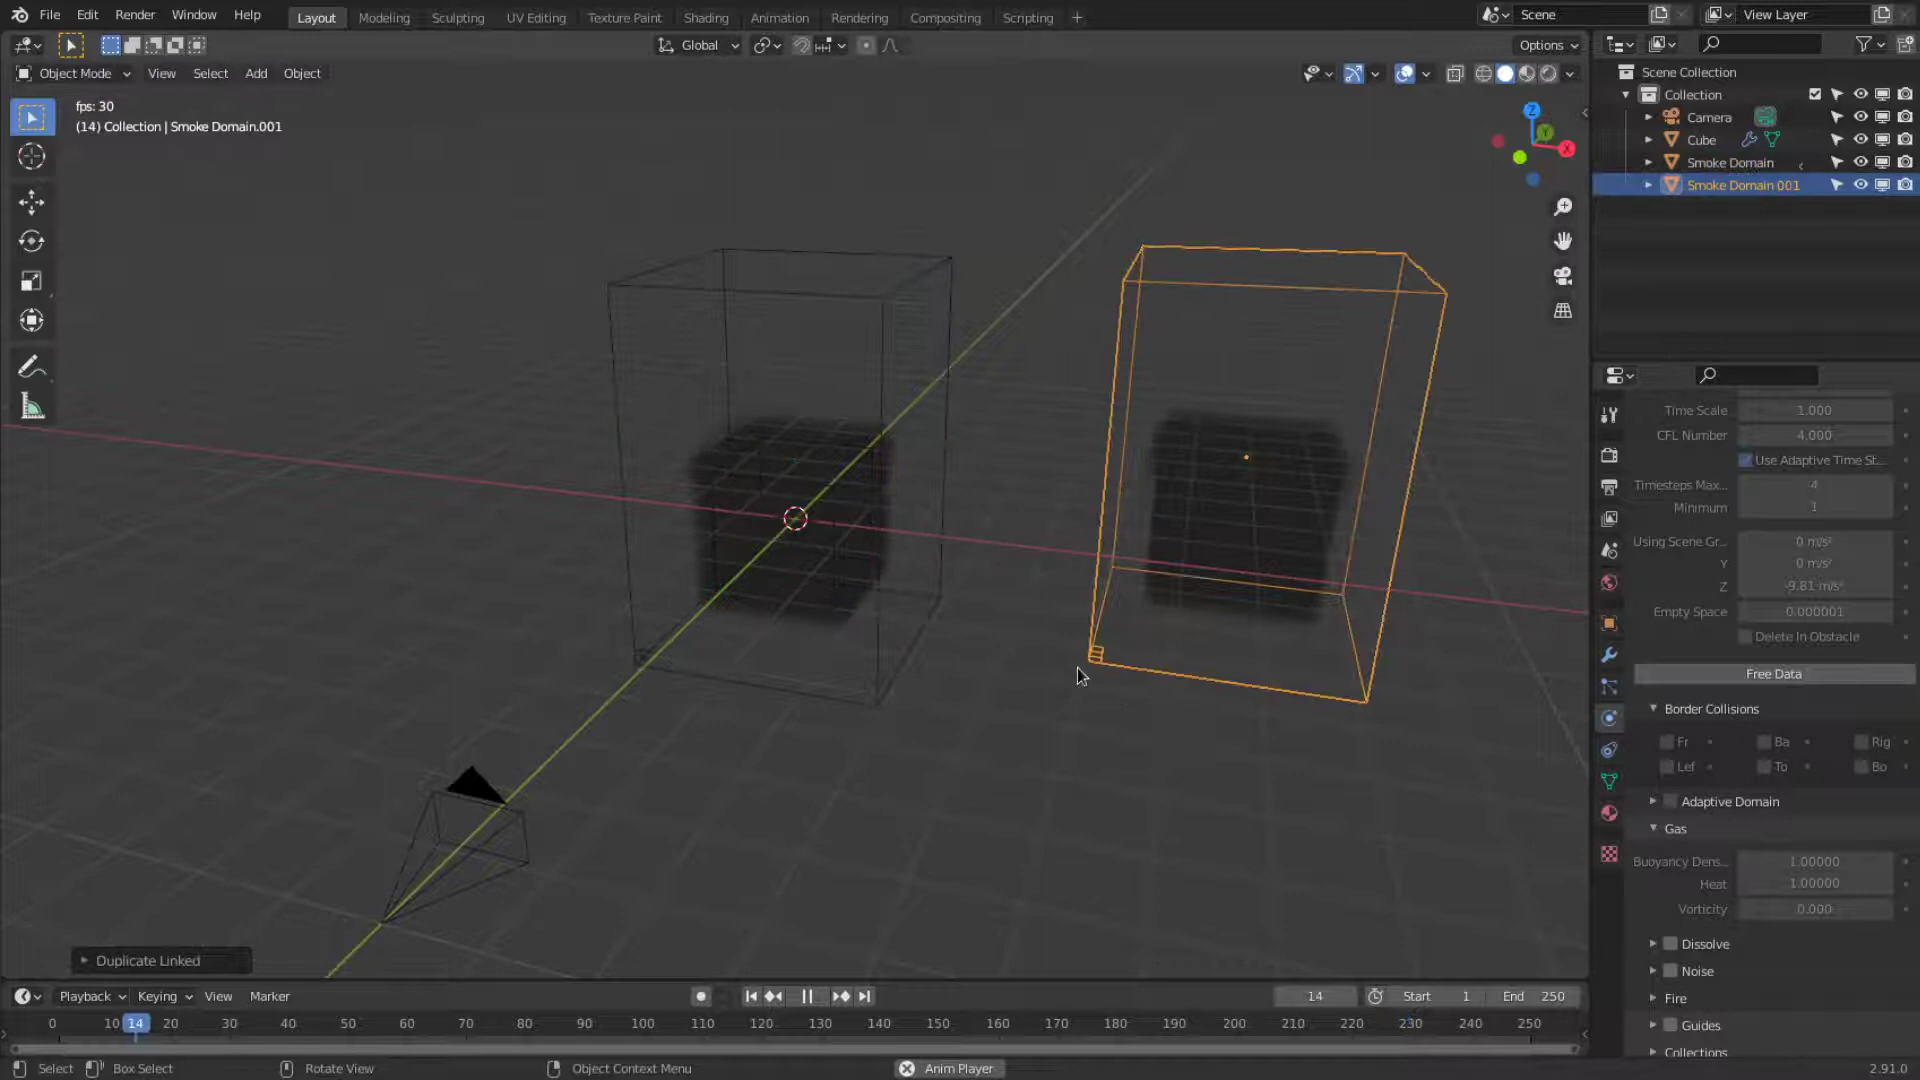 File Edit Render Window Help
Layout Modeling Sculpting UV Editing Texture Paint Shading Animation Rendering Compositing Scripting +
Scene
View Layer
Global
Options
Object Mode View Select Add Object
fps: 30
(14) Collection | Smoke Domain.001
Z
Y
X
Scene Collection
Collection
Camera
Cube
Smoke Domain
Smoke Domain 001
Time Scale 1.000
CFL Number 4.000
Use Adaptive Time St...
Timesteps Max... 4
Minimum 1
Using Scene Gr... 0 m/s²
Y 0 m/s²
Z -9.81 m/s²
Empty Space 0.000001
Delete In Obstacle
Free Data
Border Collisions
Fr Ba Rig
Lef To Bo
Adaptive Domain
Gas
Buoyancy Dens... 1.00000
Heat 1.00000
Vorticity 0.000
Dissolve
Noise
Fire
Guides
Collections
Duplicate Linked
Playback Keying View Marker
14 Start 1 End 250
0 10 14 20 30 40 50 60 70 80 90 100 110 120 130 140 150 160 170 180 190 200 210 220 230 240 250
Select Box Select Rotate View Object Context Menu Anim Player 2.91.0